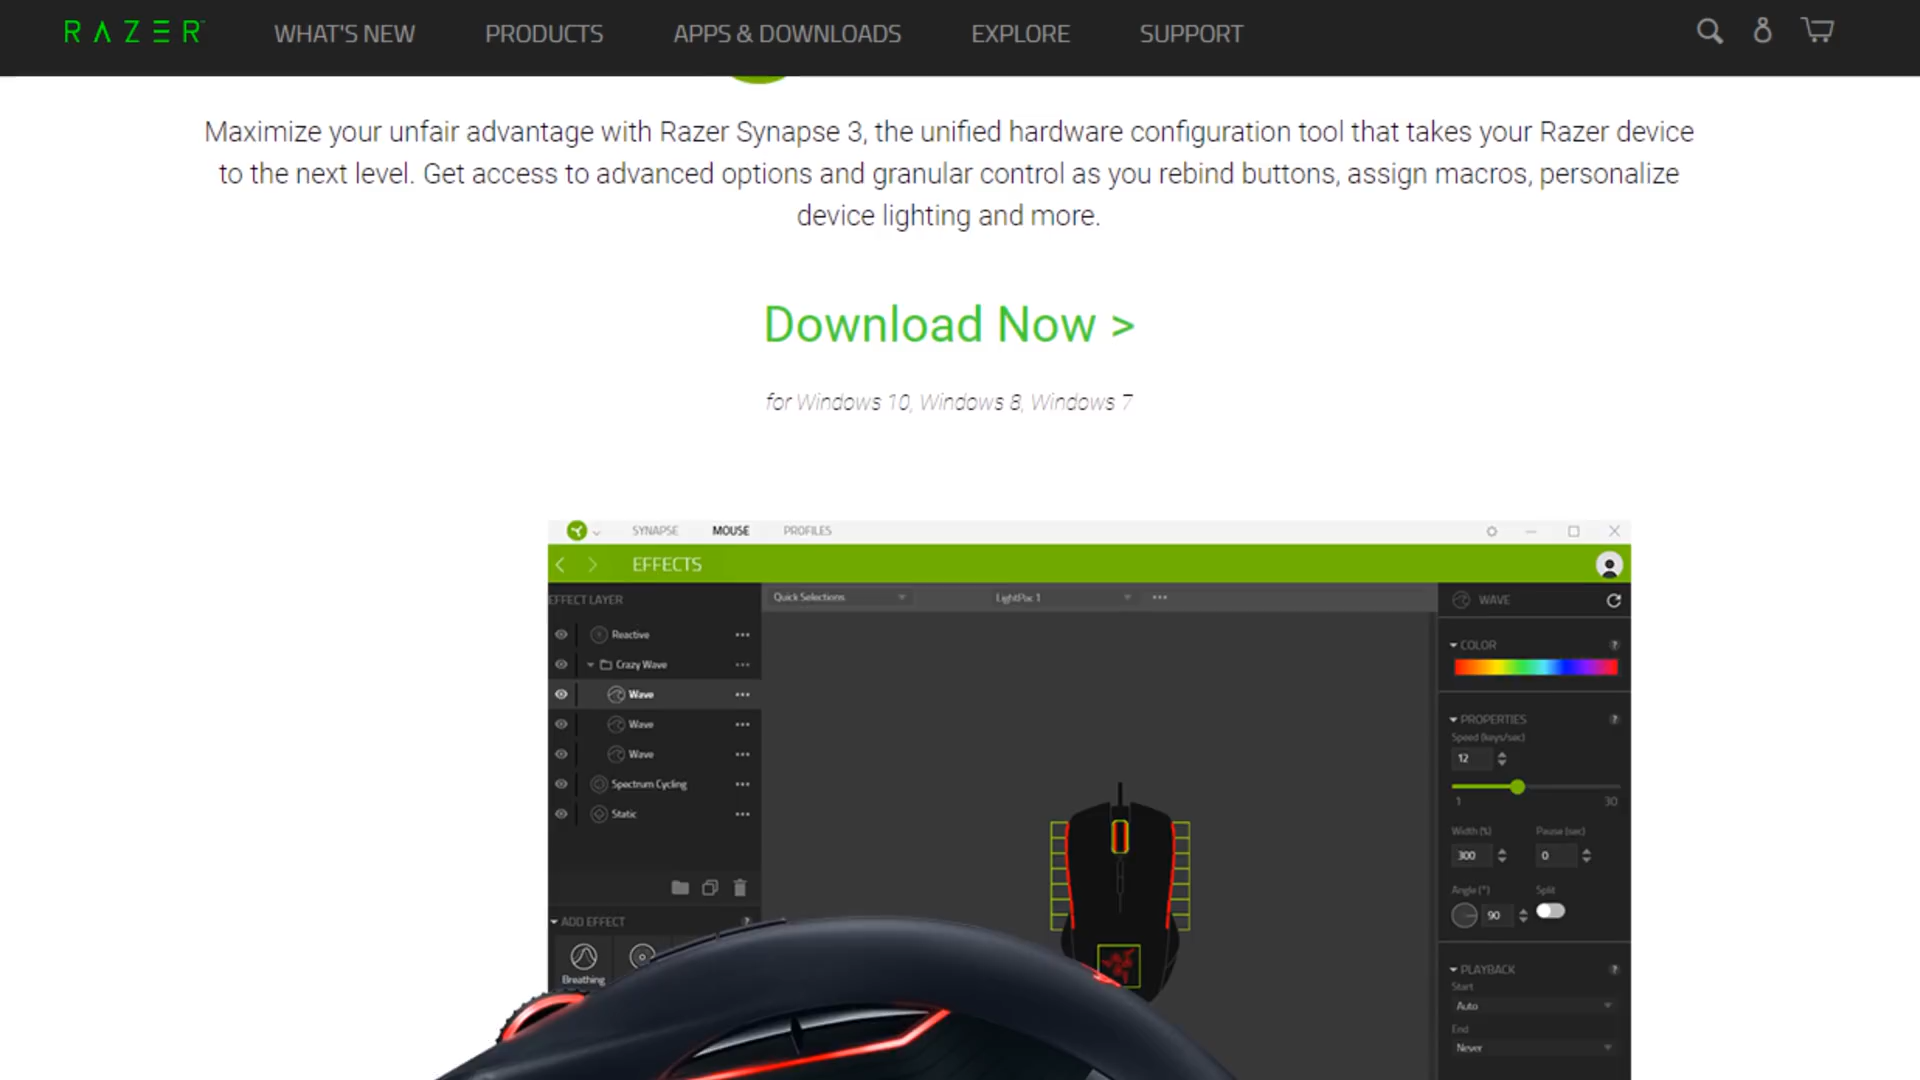 RAZER WHAT'S NEW PRODUCTS APPS & DOWNLOADS EXPLORE SUPPORT
Maximize your unfair advantage with Razer Synapse 3, the unified hardware configuration tool that takes your Razer device
to the next level. Get access to advanced options and granular control as you rebind buttons, assign macros, personalize
device lighting and more.
Download Now >
for Windows 10, Windows 8, Windows 7
SYNAPSE MOUSE PROFILES
EFFECTS
EFFECT LAYER
Reactive
Crazy Wave
Wave
Wave
Wave
Spectrum Cycling
Static
ADD EFFECT
Breathing
Quick Selections
LightPac 1
WAVE
COLOR
PROPERTIES
Speed (keys/sec)
12
1 30
Width (%) Pause (sec)
300 0
Angle (°) Split
90
PLAYBACK
Start
Auto
End
Never